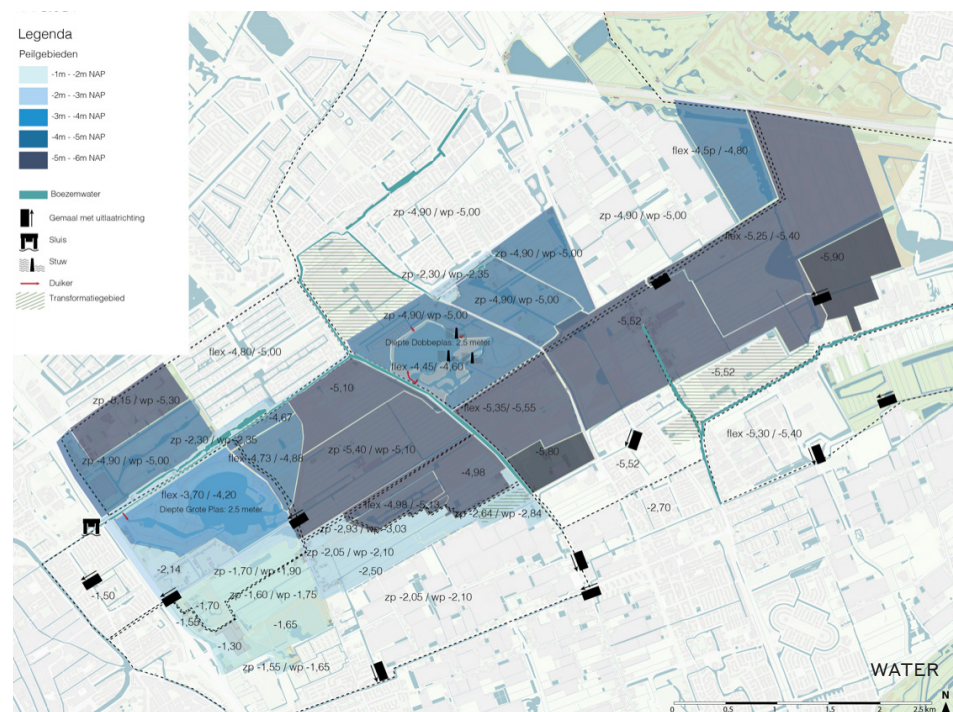 Legenda
Peilgebieden
-1m - -2m NAP
-2m - -3m NAP
-3m - -4m NAP
-4m - -5m NAP
-5m - -6m NAP
Boezemwater
Gemaal met uitlaatrichting
Sluis
Stuw
Duiker
Transformatiegebied
flex -4,5p / -4,80
zp -4,90 / wp -5,00
zp -4,90 / wp -5,00
flex -5,25 / -5,40
zp -4,90 / wp -5,00
-5,90
zp -2,30 / wp -2,35
zp -4,90/ wp -5,00
zp -4,90/ wp -5,00
-5,52
Diepte Dobbeplas: 2.5 meter
flex -4,80/ -5,00
flex -4,45/ -4,60
-5,52
-5,10
zp -5,15/ wp -5,30
flex -5,35/ -5,55
-4,67
zp -2,30 / wp -2,35
flex -5,30 / -5,40
zp -5,40 / wp -5,10
-5,80
zp -4,90 / wp -5,00
flex -4,73 / -4,88
-5,52
-4,98
flex -3,70 / -4,20
flex -4,98 / -5,13
Diepte Grote Plas: 2.5 meter
-2,70
zp -2,64 / wp -2,84
zp -2,93 / wp -3,03
zp -2,05 / wp -2,10
-2,14
zp -1,70 / wp -1,90
-2,50
-1,50
zp -1,60 / wp -1,75
zp -2,05 / wp -2,10
-1,70
-1,55
-1,65
-1,30
zp -1,55 / wp -1,65
WATER
N
0 0.5 1 1.5 2 2.5 km